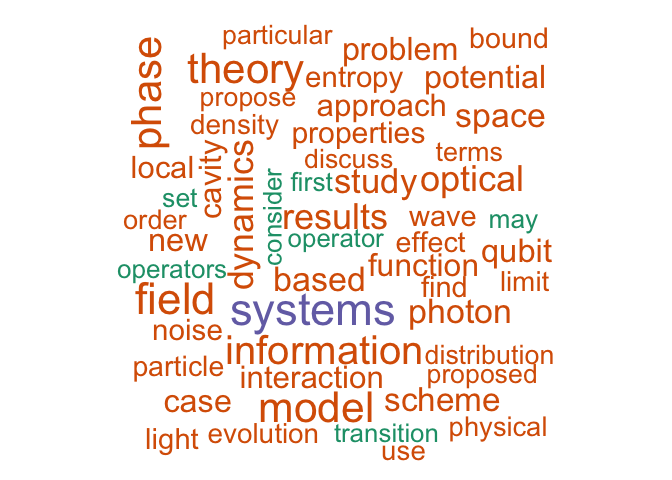 particular
bound
problem
phase
theory
entropy
potential
propose
approach
space
density
properties
terms
discuss
local
cavity
dynamics
consider
first
study
optical
set
order
results
wave
may
new
operator
effect
qubit
operators
based
function
find
limit
field
systems
photon
noise
information
distribution
particle
interaction
proposed
case
model
scheme
light
evolution
transition
physical
use